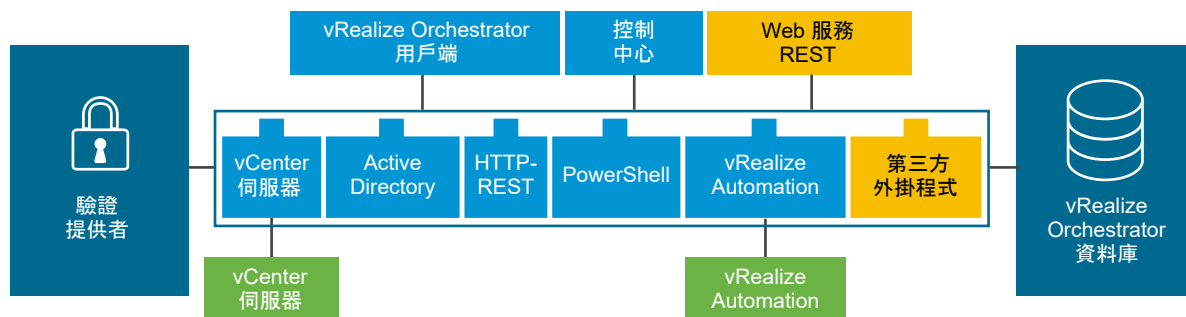 vRealize Orchestrator
用戶端
控制
中心
Web 服務
REST
驗證
提供者
vCenter
伺服器
Active
Directory
HTTP-
REST
PowerShell
vRealize
Automation
第三方
外掛程式
vRealize
Orchestrator
資料庫
vCenter
伺服器
vRealize
Automation